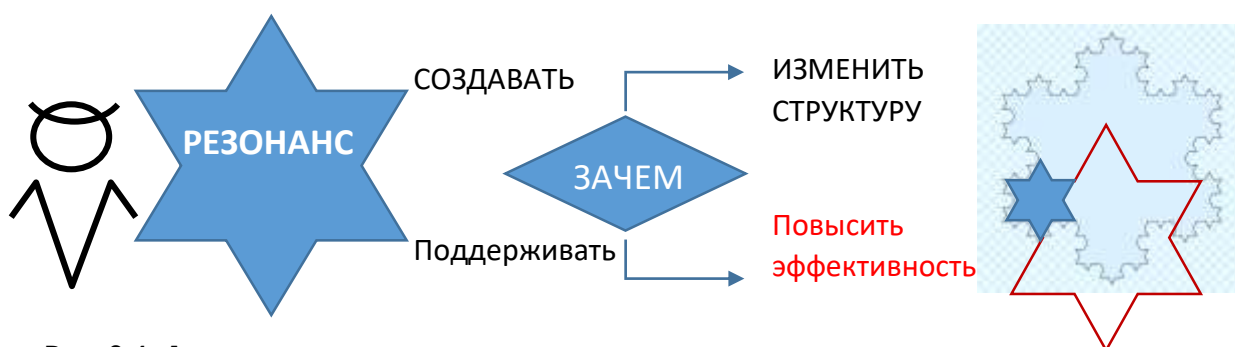 РЕЗОНАНС
СОЗДАВАТЬ
Поддерживать
ЗАЧЕМ
ИЗМЕНИТЬ
СТРУКТУРУ
Повысить
эффективность